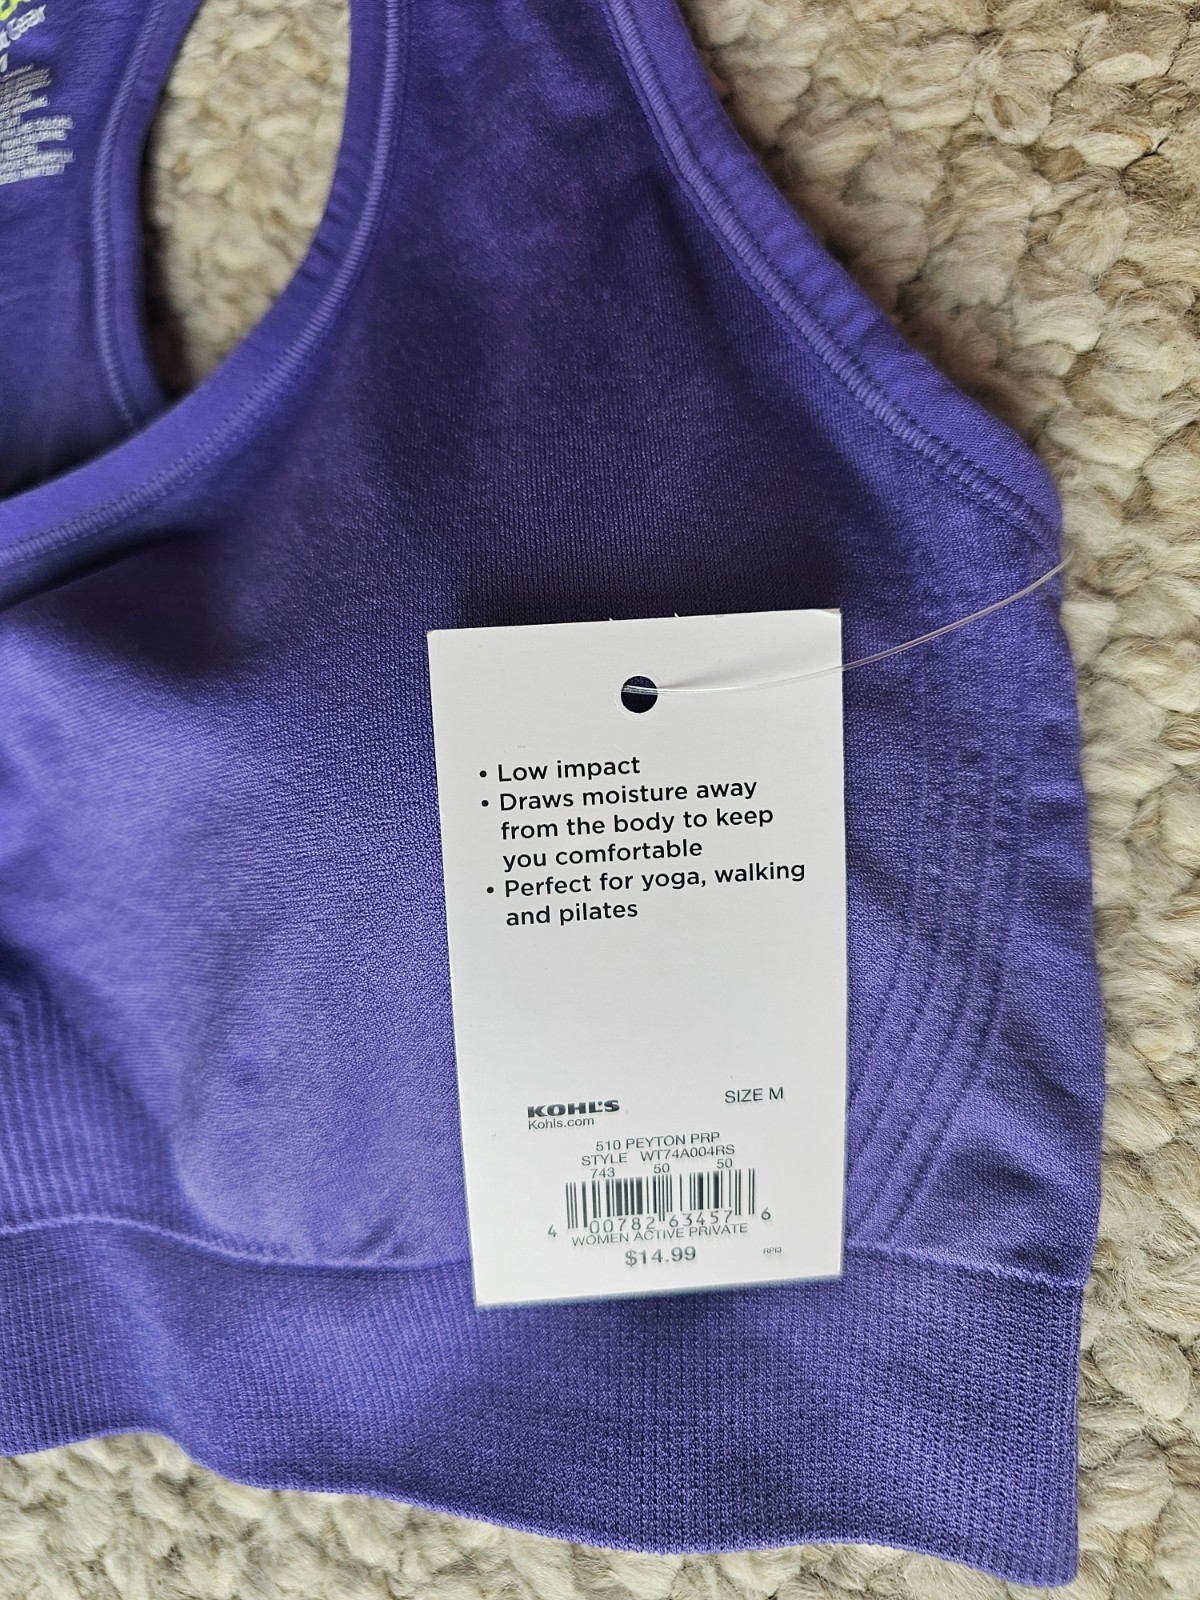 Gear
• Low impact
• Draws moisture away
from the body to keep
you comfortable
• Perfect for yoga, walking
and pilates
KOHL'S
Kohls.com
SIZE M
510 PEYTON PRP
STYLE WT74A004RS
743 50 50
4 00782 63457 6
WOMEN ACTIVE PRIVATE
$14.99
RPI3